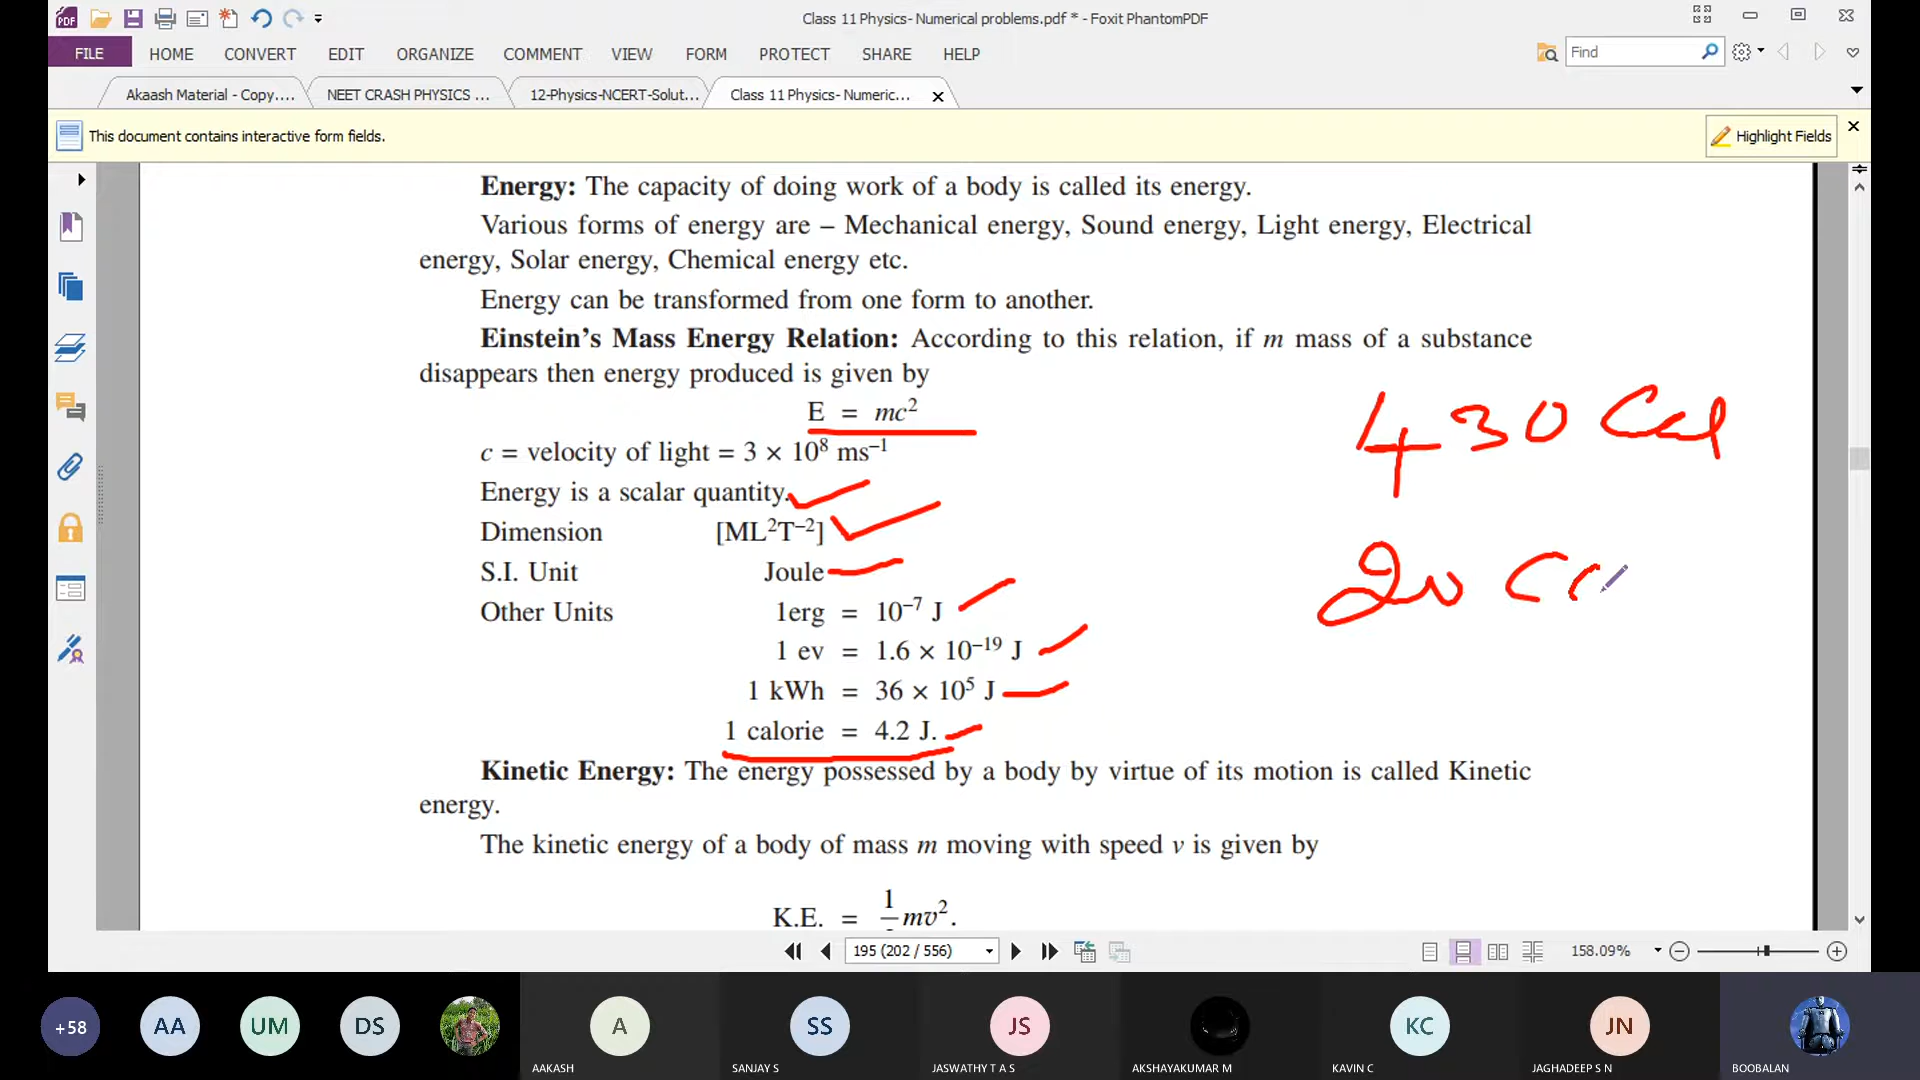 Class 11 Physics- Numerical problems.pdf * - Foxit PhantomPDF
FILE HOME CONVERT EDIT ORGANIZE COMMENT VIEW FORM PROTECT SHARE HELP
Find
Akaash Material - Copy.... NEET CRASH PHYSICS ... 12-Physics-NCERT-Solut... Class 11 Physics- Numeric...
This document contains interactive form fields.
Highlight Fields
Energy: The capacity of doing work of a body is called its energy.
Various forms of energy are – Mechanical energy, Sound energy, Light energy, Electrical
energy, Solar energy, Chemical energy etc.
Energy can be transformed from one form to another.
Einstein's Mass Energy Relation: According to this relation, if m mass of a substance
disappears then energy produced is given by
E = mc²
c = velocity of light = 3 × 10⁸ ms⁻¹
430 Cal
Energy is a scalar quantity.
Dimension [ML²T⁻²]
S.I. Unit Joule
20
Other Units 1erg = 10⁻⁷ J
1 ev = 1.6 × 10⁻¹⁹ J
1 kWh = 36 × 10⁵ J
1 calorie = 4.2 J.
Kinetic Energy: The energy possessed by a body by virtue of its motion is called Kinetic
energy.
The kinetic energy of a body of mass m moving with speed v is given by
K.E. = 1/ mv².
195 (202 / 556)
158.09%
+58 AA UM DS A SS JS KC JN
AAKASH SANJAY S JASWATHY T A S AKSHAYAKUMAR M KAVIN C JAGHADEEP S N BOOBALAN